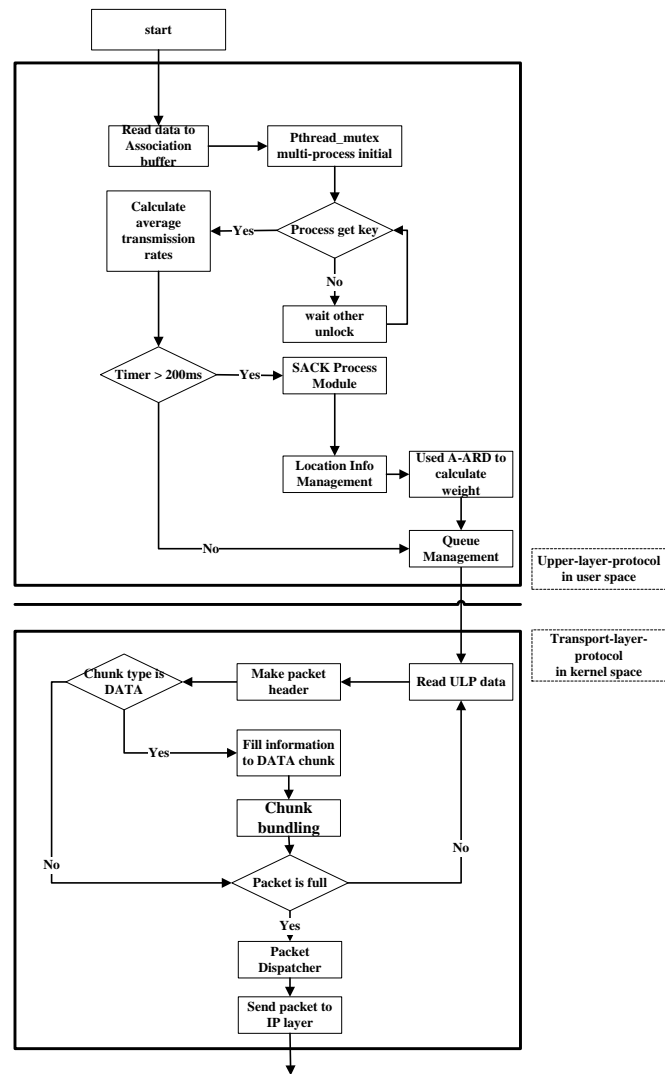 start
Read data to
Association
buffer
Pthread_mutex
multi-process initial
Calculate
average
transmission
rates
Yes
Process get key
No
wait other
unlock
Timer > 200ms
Yes
SACK Process
Module
Location Info
Management
Used A-ARD to
calculate
weight
No
Queue
Management
Upper-layer-protocol
in user space
Transport-layer-
protocol
in kernel space
Chunk type is
DATA
Make packet
header
Read ULP data
Yes
Fill information
to DATA chunk
Chunk
bundling
No
Packet is full
No
Yes
Packet
Dispatcher
Send packet to
IP layer